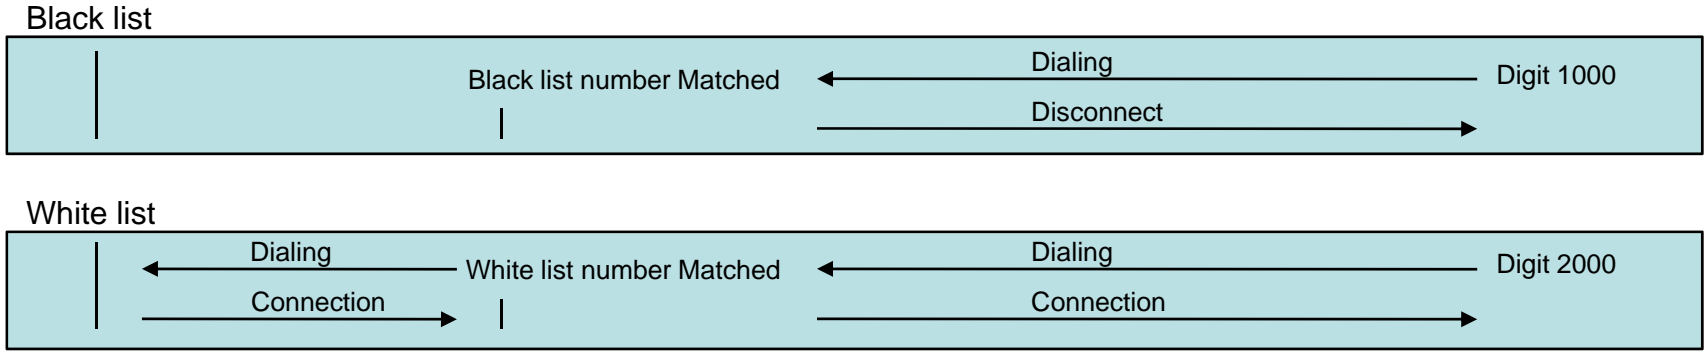 Black list
Dialing
Black list number Matched
Digit 1000
Disconnect
White list
Dialing
Dialing
White list number Matched
Digit 2000
Connection
Connection